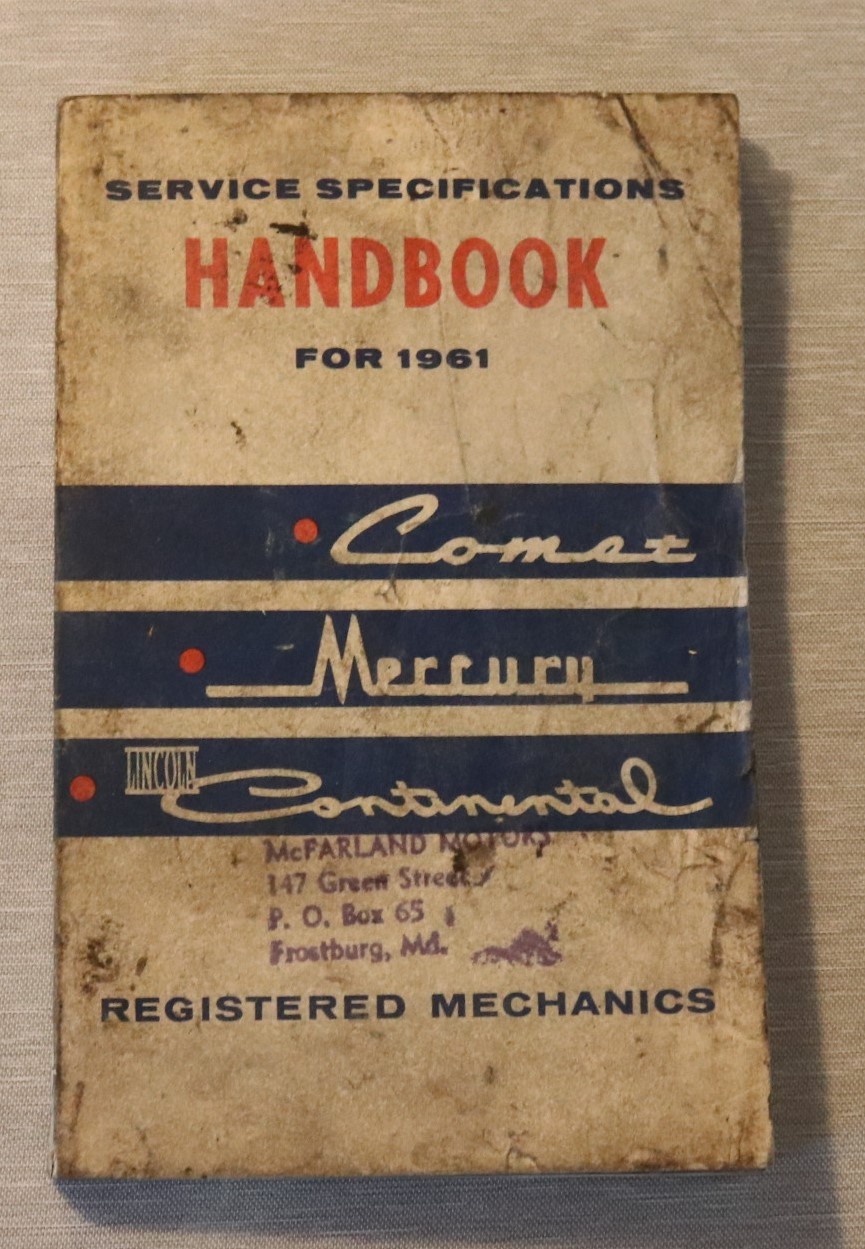 SERVICE SPECIFICATIONS
HANDBOOK
FOR 1961
Comet
Mercury
LINCOLN Continental
McFARLAND MOTORS
147 Green Street
P. O. Box 65
Frostburg, Md.
REGISTERED MECHANICS